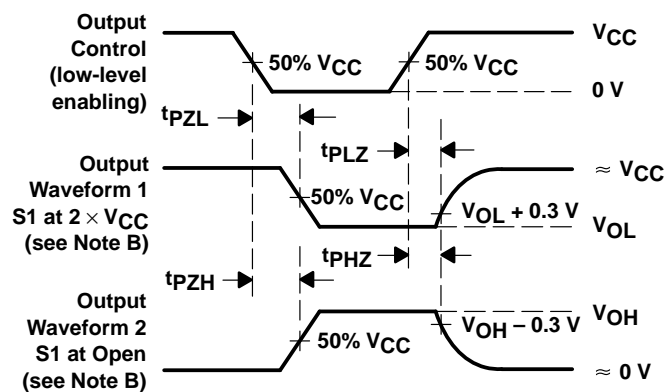 Output
Control
(low-level
enabling)
50% VCC
50% VCC
VCC
0 V
tPZL
tPLZ
Output
Waveform 1
S1 at 2 × VCC
(see Note B)
50% VCC
≈ VCC
VOL + 0.3 V
VOL
tPZH
tPHZ
Output
Waveform 2
S1 at Open
(see Note B)
50% VCC
VOH
VOH – 0.3 V
≈ 0 V